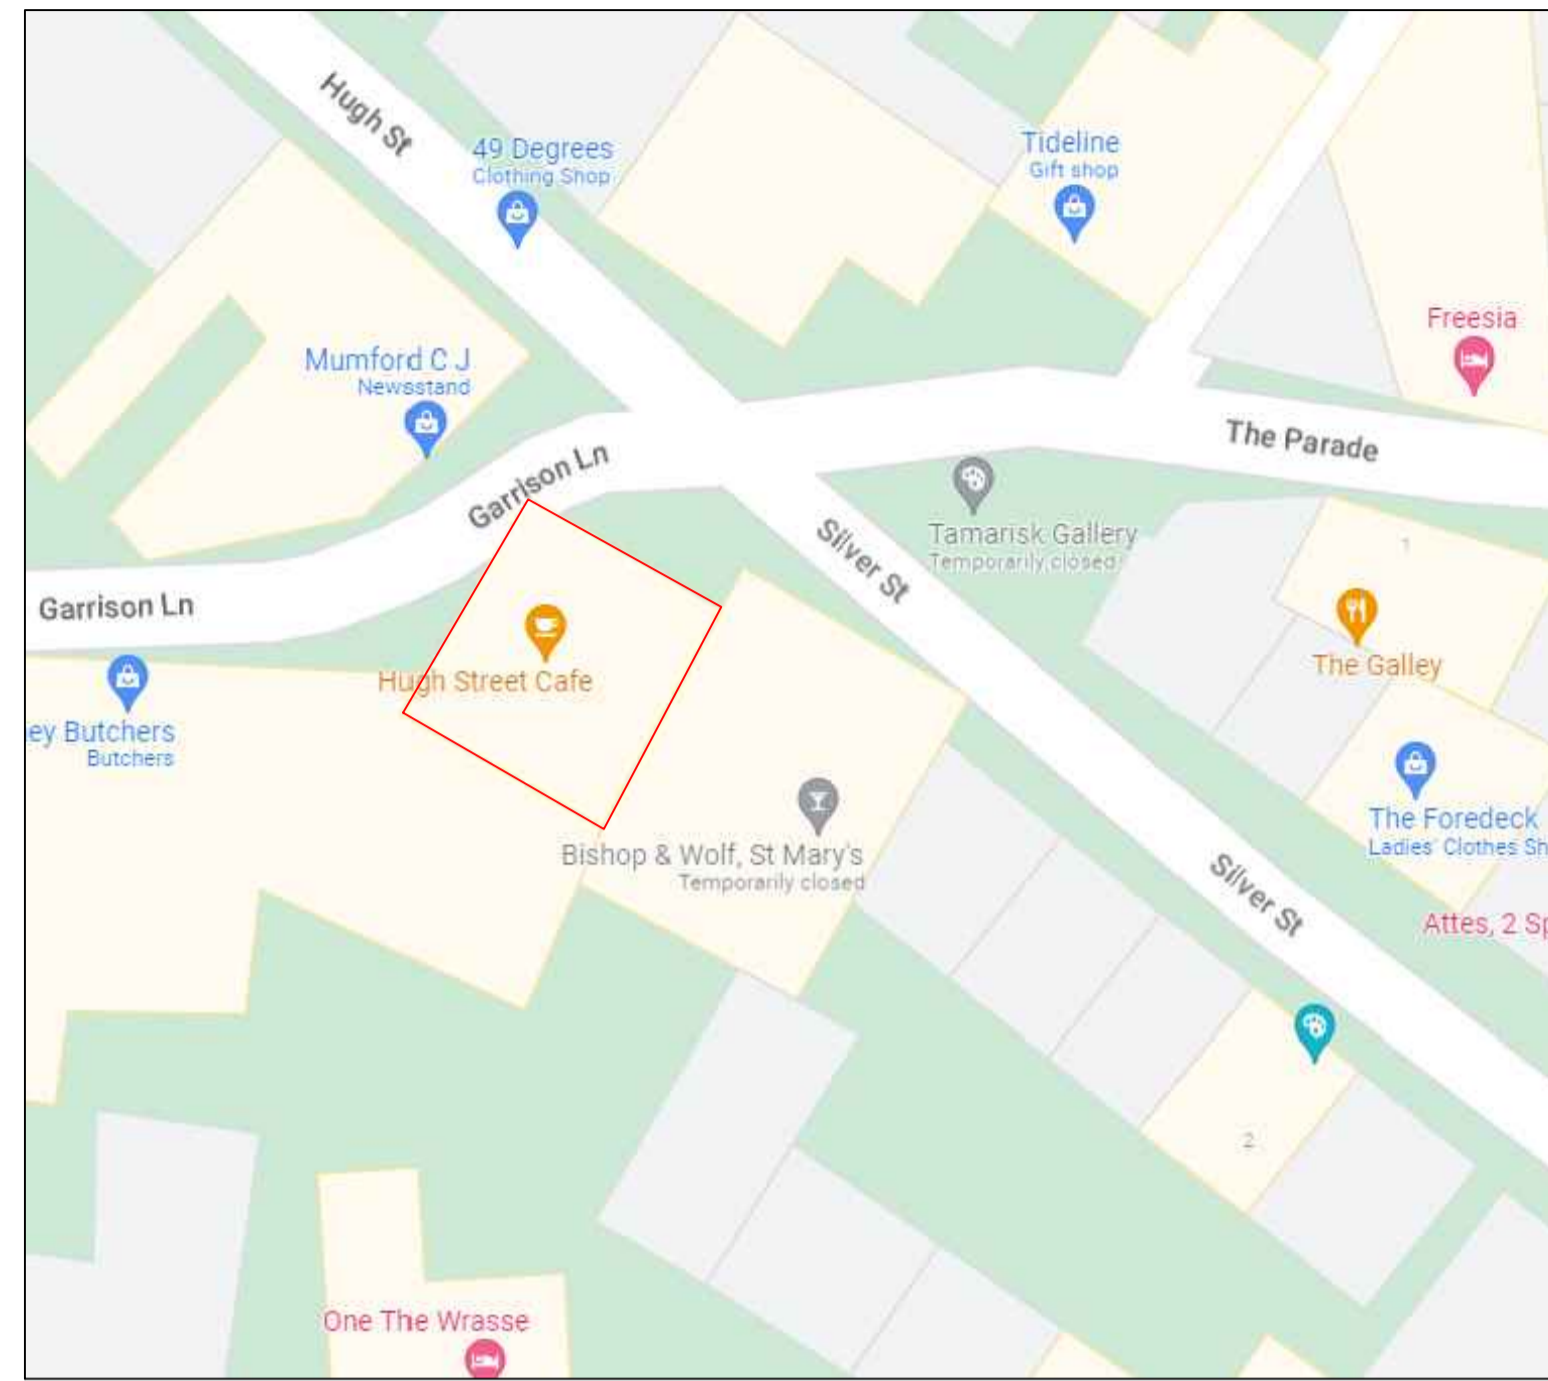 Hugh St
49 Degrees
Clothing Shop
Tideline
Gift shop
Freesia
Mumford C J
Newsstand
The Parade
Garrison Ln
Tamarisk Gallery
Temporarily closed
Silver St
1
Garrison Ln
Hugh Street Cafe
The Galley
ey Butchers
Butchers
The Foredeck
Ladies' Clothes Sh
Bishop & Wolf, St Mary's
Temporarily closed
Silver St
Attes, 2 Sp
2
One The Wrasse